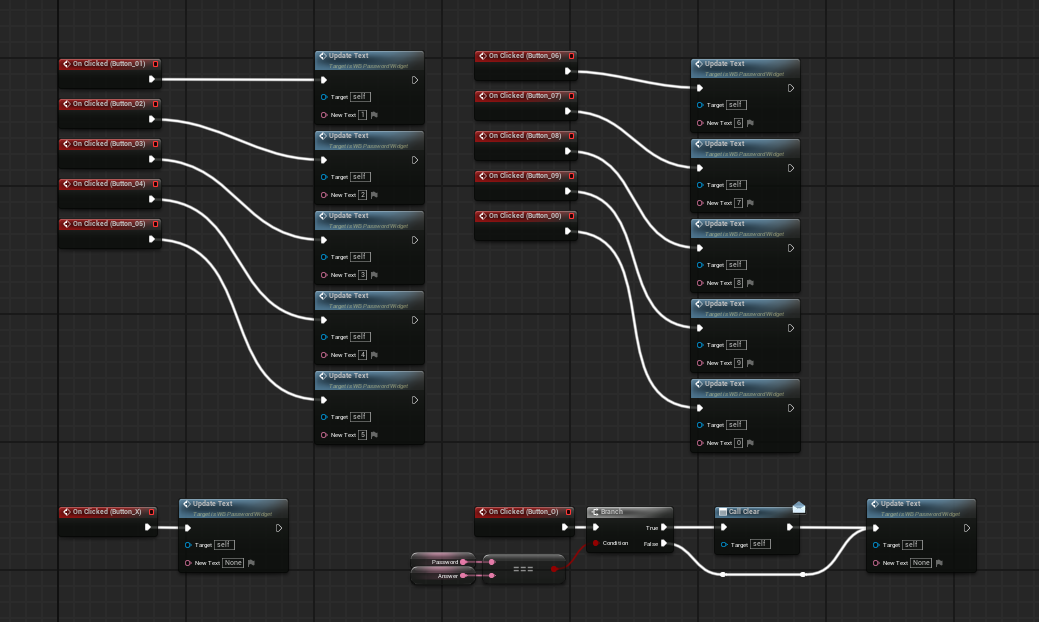 On Clicked (Button_01)
Update Text
Target is WB Password Widget
Target self
New Text 1
On Clicked (Button_02)
Update Text
Target is WB Password Widget
Target self
New Text 2
On Clicked (Button_03)
Update Text
Target is WB Password Widget
Target self
New Text 3
On Clicked (Button_04)
Update Text
Target is WB Password Widget
Target self
New Text 4
On Clicked (Button_05)
Update Text
Target is WB Password Widget
Target self
New Text 5
On Clicked (Button_06)
Update Text
Target is WB Password Widget
Target self
New Text 6
On Clicked (Button_07)
Update Text
Target is WB Password Widget
Target self
New Text 7
On Clicked (Button_08)
Update Text
Target is WB Password Widget
Target self
New Text 8
On Clicked (Button_09)
Update Text
Target is WB Password Widget
Target self
New Text 9
On Clicked (Button_00)
Update Text
Target is WB Password Widget
Target self
New Text 0
On Clicked (Button_X)
Update Text
Target is WB Password Widget
Target self
New Text None
On Clicked (Button_O)
Password
Answer
===
Branch
True
Condition
False
Call Clear
Target self
Update Text
Target is WB Password Widget
Target self
New Text None